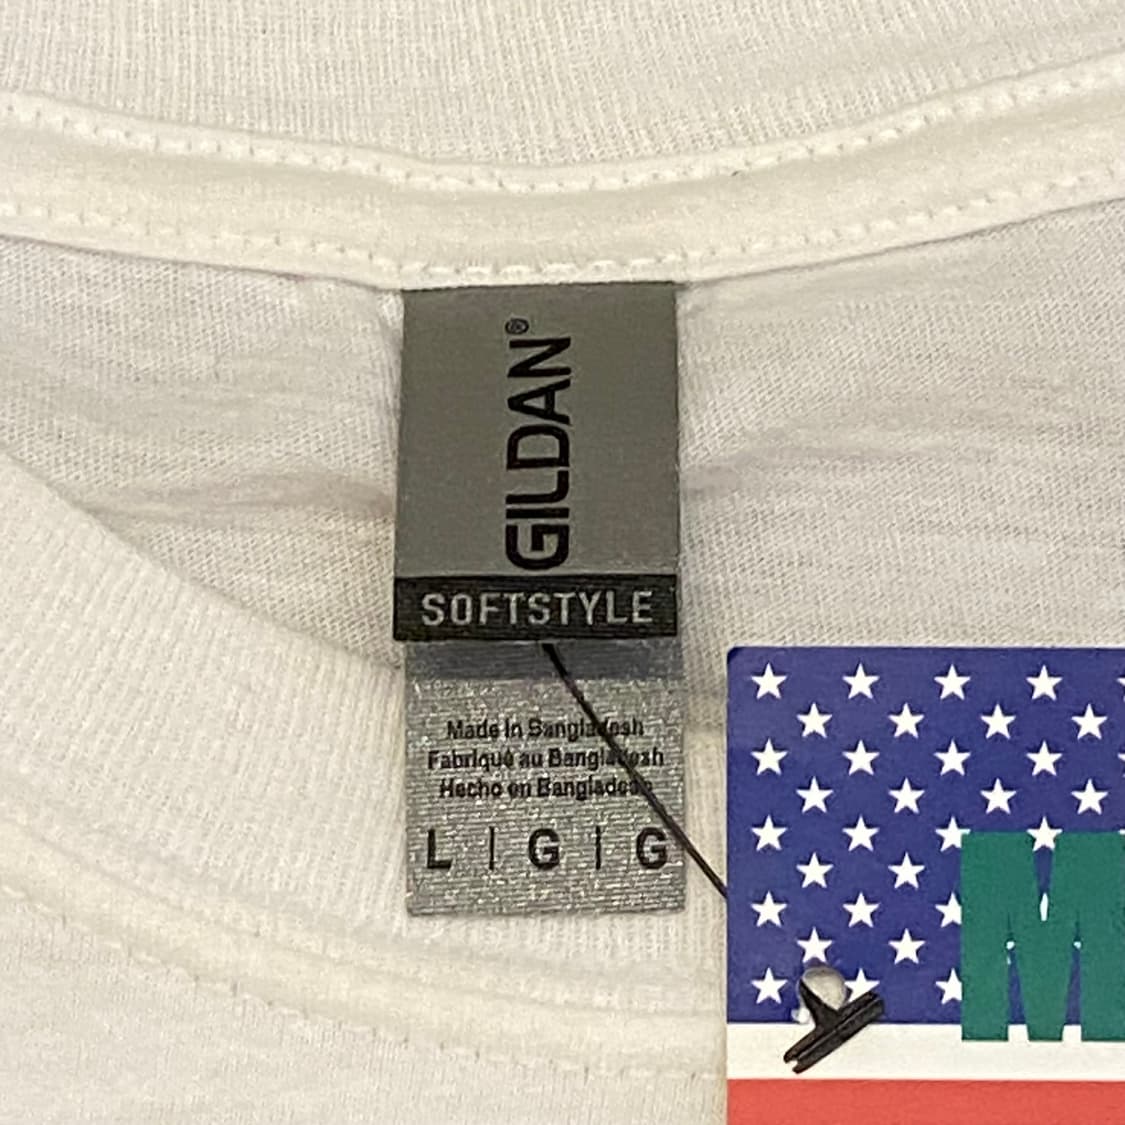 GILDAN®
SOFTSTYLE
Made in Bangladesh
Fabriqué au Bangladesh
Hecho en Bangladesh
L | G | G
M